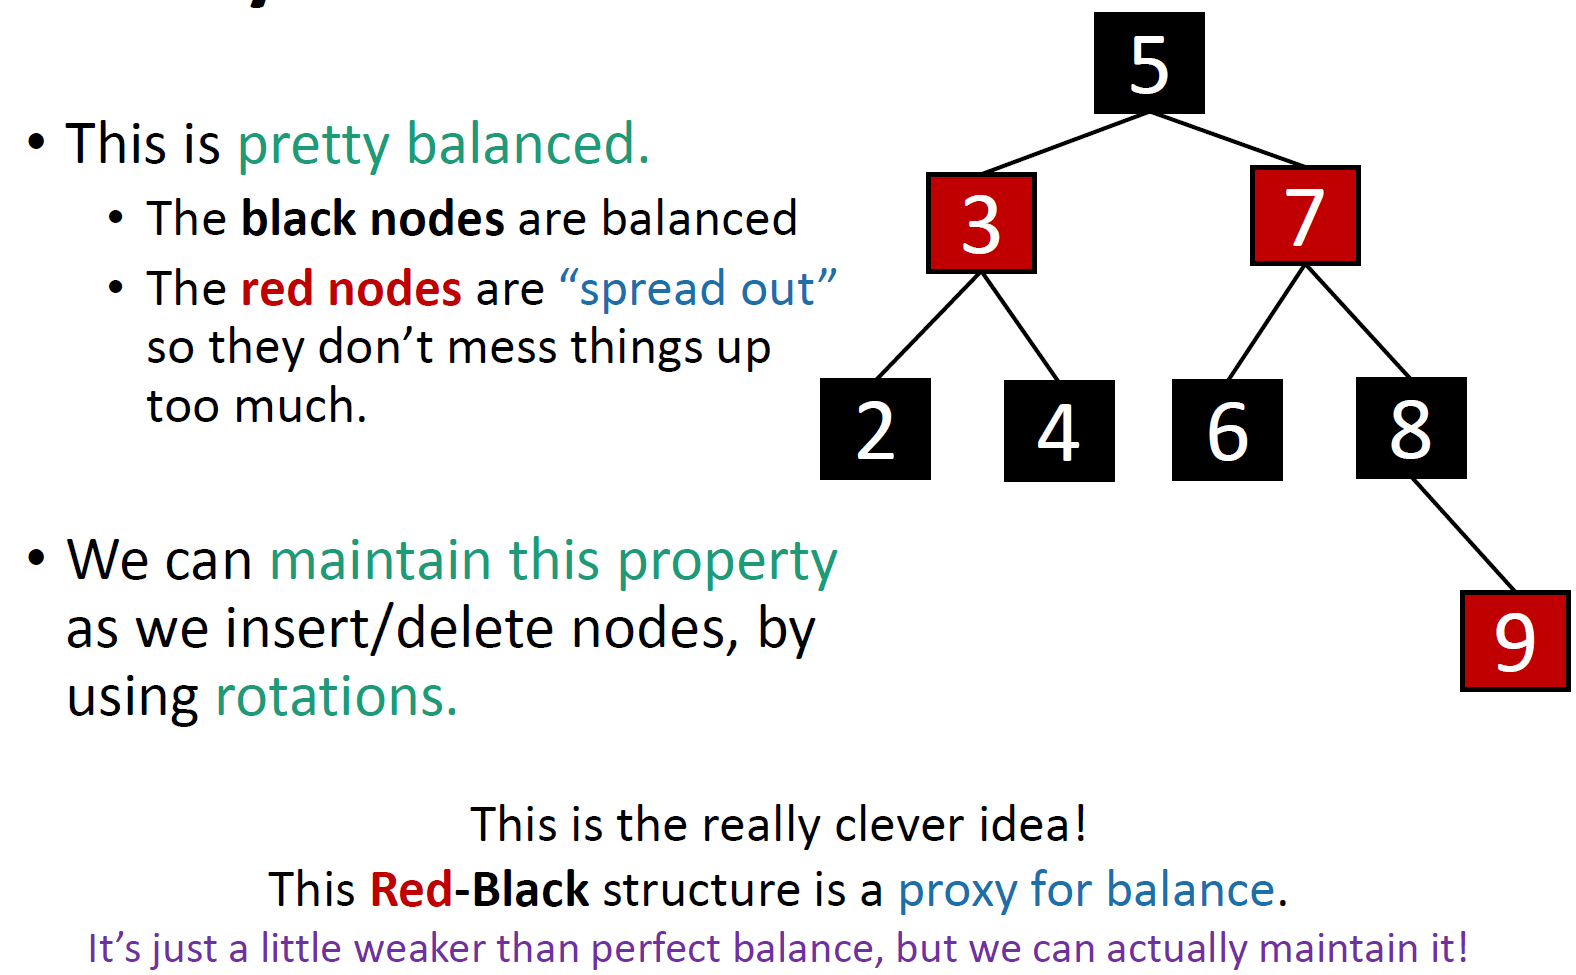 • This is pretty balanced.
• The black nodes are balanced
• The red nodes are “spread out”
so they don’t mess things up
too much.
• We can maintain this property
as we insert/delete nodes, by
using rotations.
5
3
7
2
4
6
8
9
This is the really clever idea!
This Red-Black structure is a proxy for balance.
It’s just a little weaker than perfect balance, but we can actually maintain it!